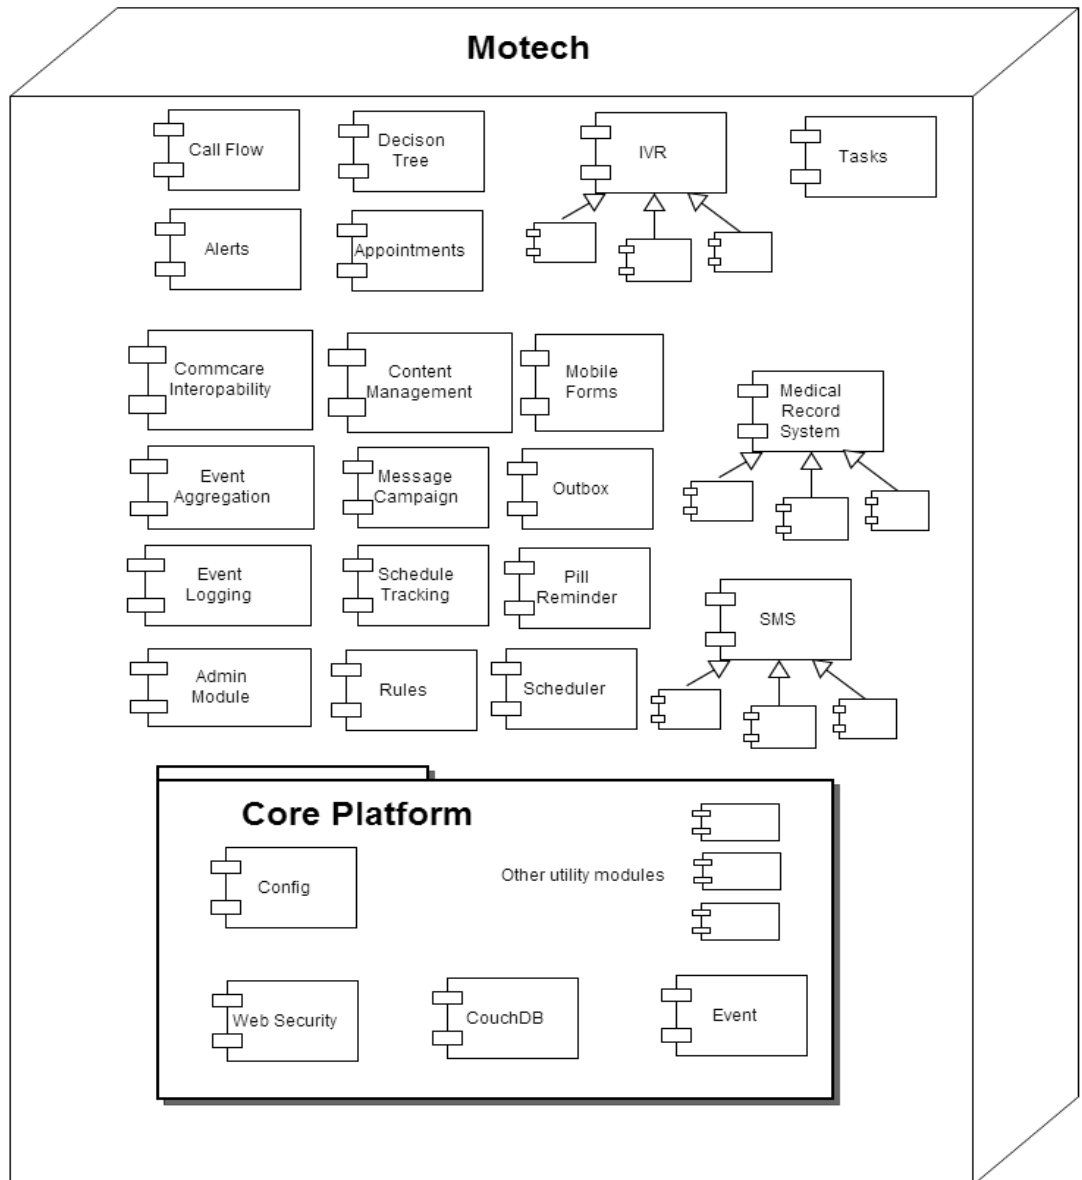 Motech
Call Flow
Decison
Tree
IVR
Tasks
Alerts
Appointments
Commcare
Interopability
Content
Management
Mobile
Forms
Medical
Record
System
Event
Aggregation
Message
Campaign
Outbox
Event
Logging
Schedule
Tracking
Pill
Reminder
SMS
Admin
Module
Rules
Scheduler
Core Platform
Config
Other utility modules
Web Security
CouchDB
Event